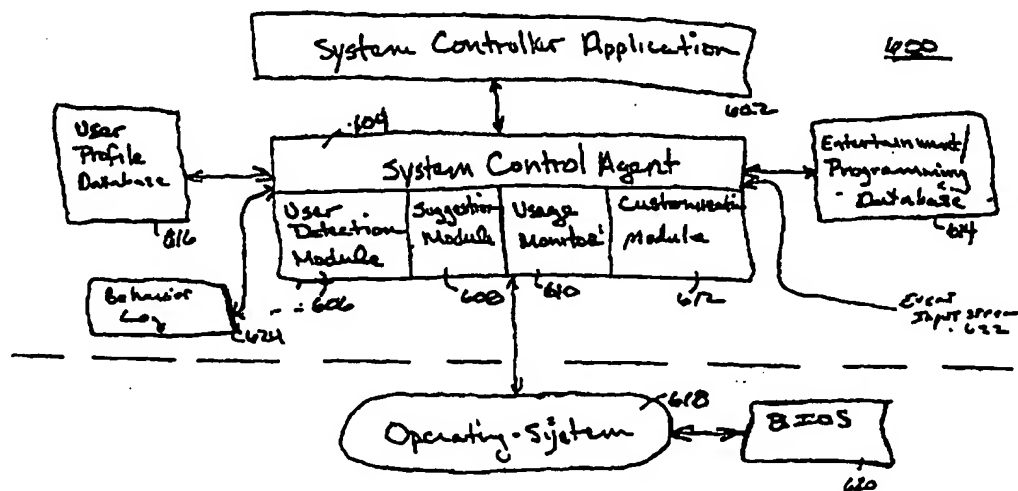 System Controller Application
600
602
604
User
Profile
Database
616
System Control Agent
Entertainment/
Programming
Database
614
User
Detection
Module
606
Suggestion
Module
608
Usage
Monitor
610
Customization
Module
612
Behavior
Log
624
Event
Input Stream
622
Operating System
618
BIOS
620